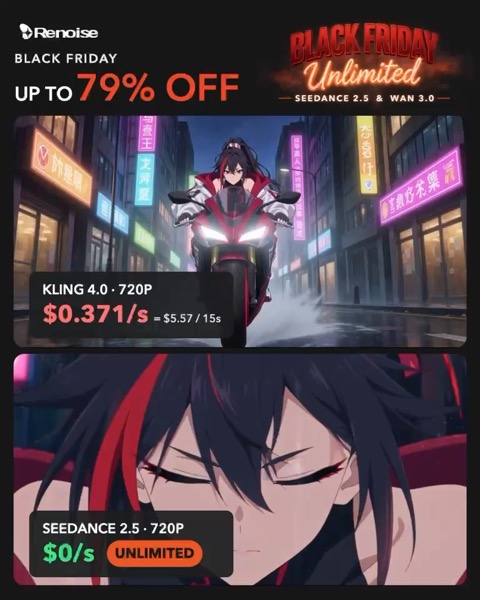 Renoise
BLACK FRIDAY
UP TO 79% OFF
BLACK FRIDAY
Unlimited
SEEDANCE 2.5 & WAN 3.0
KLING 4.0 · 720P
$0.371/s = $5.57 / 15s
SEEDANCE 2.5 · 720P
$0/s UNLIMITED